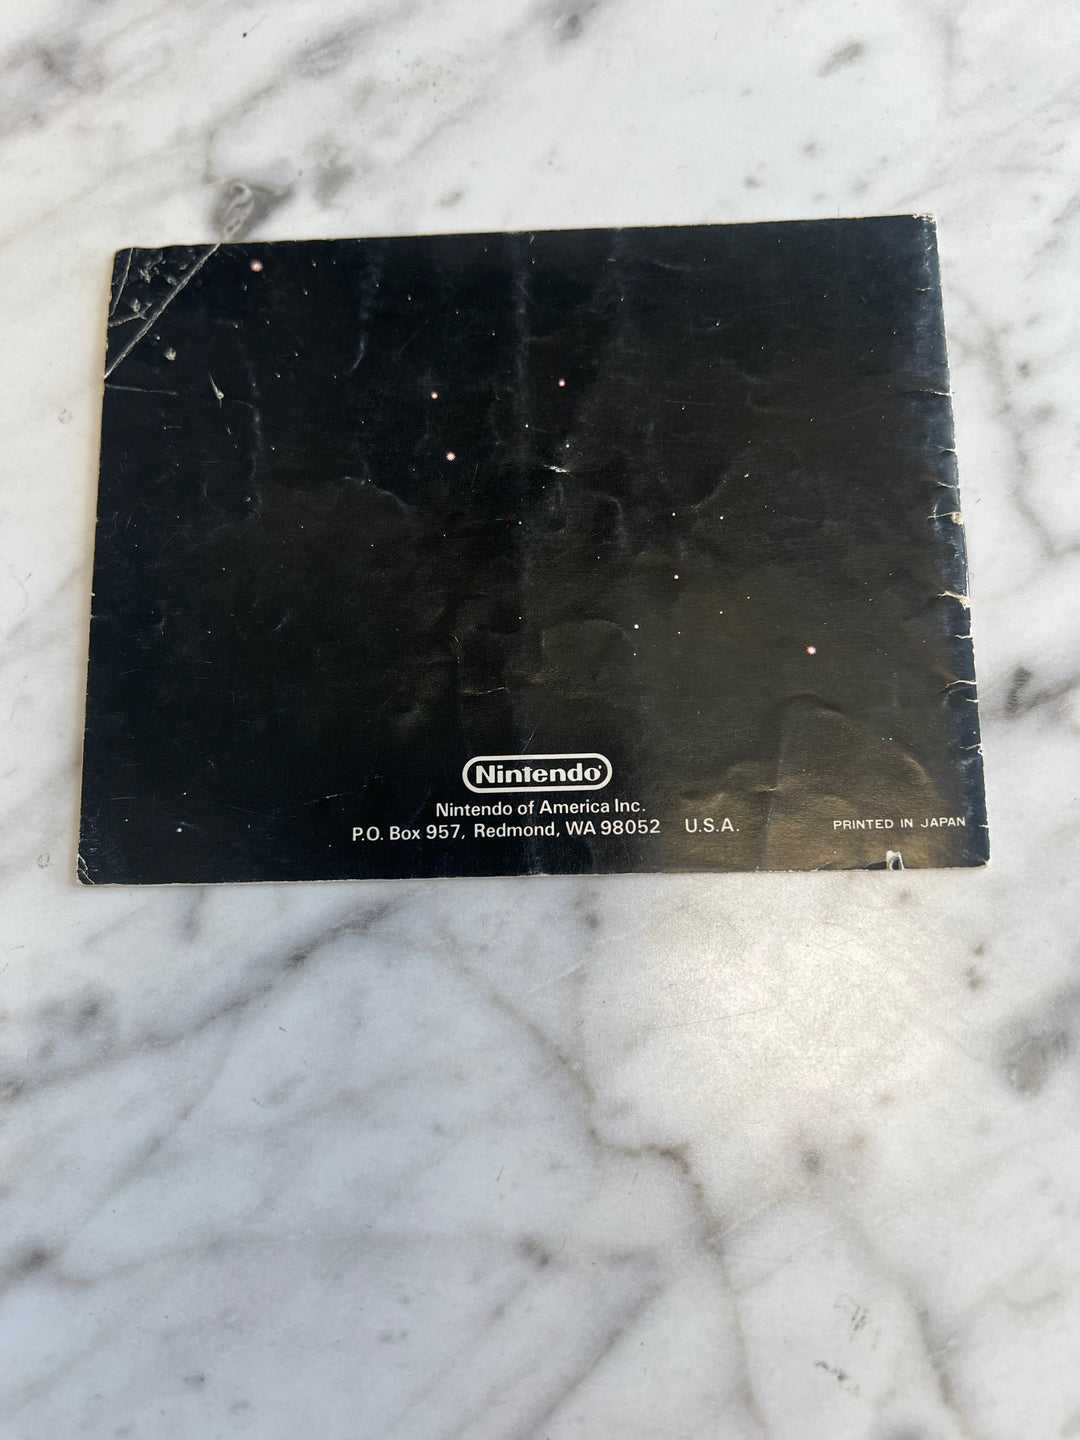 Nintendo®
Nintendo of America Inc.
P.O. Box 957, Redmond, WA 98052 U.S.A.
PRINTED IN JAPAN